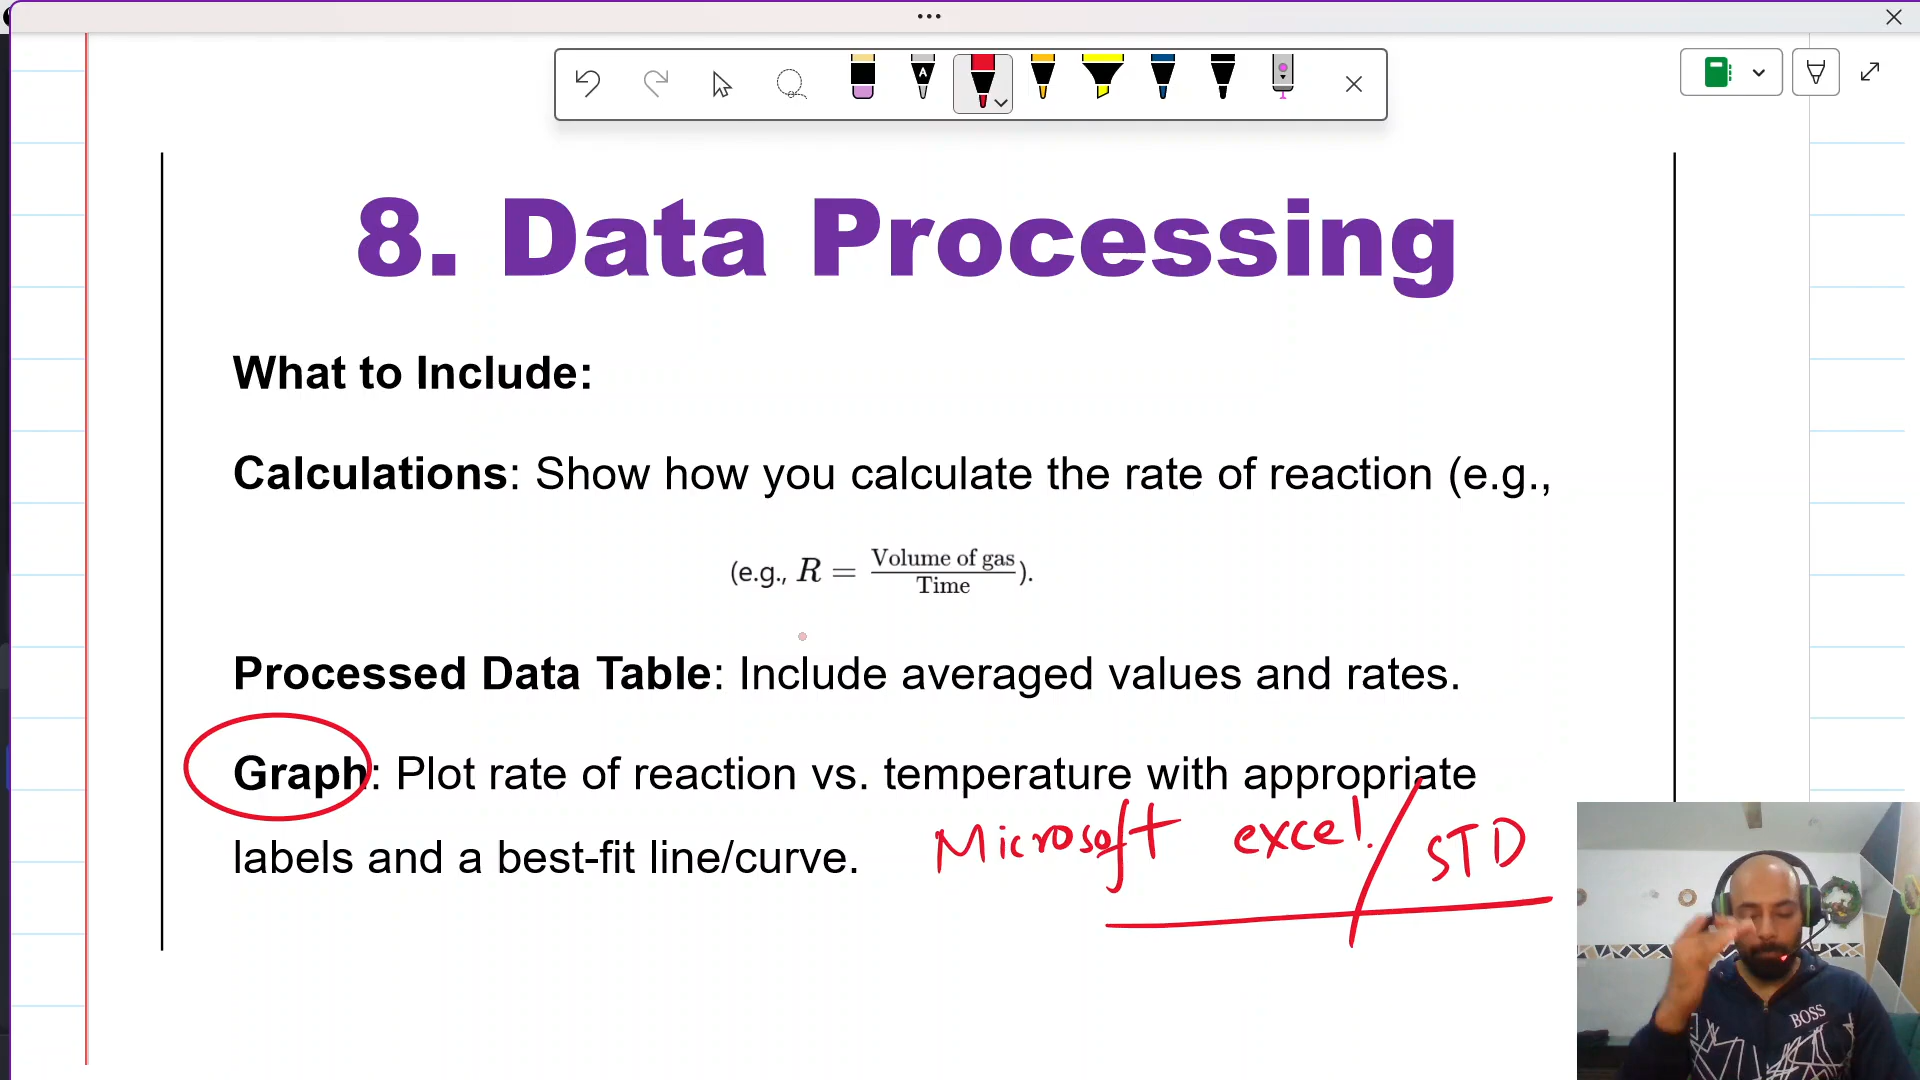 8. Data Processing
What to Include:
Calculations: Show how you calculate the rate of reaction (e.g.,
(e.g., R = Volume of gas / Time ).
Processed Data Table: Include averaged values and rates.
Graph: Plot rate of reaction vs. temperature with appropriate
labels and a best-fit line/curve.
Microsoft excel / STD
BOSS
A